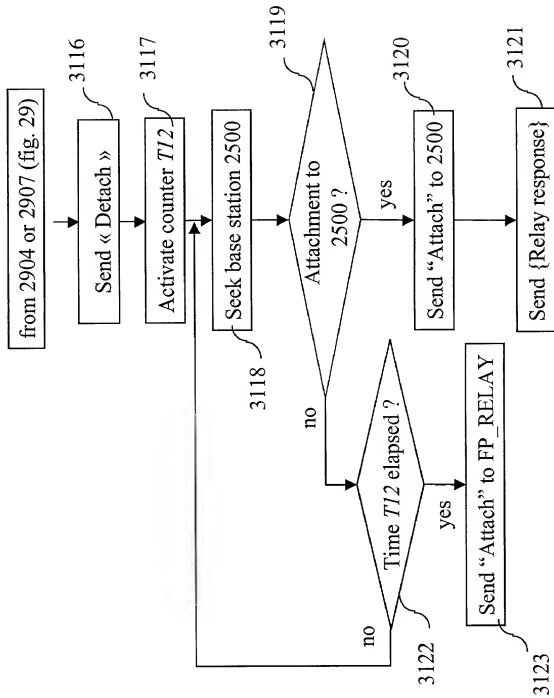 from 2904 or 2907 (fig. 29)
3116
Send « Detach »
3117
Activate counter T12
Seek base station 2500
3118
3119
Attachment to
2500 ?
no
yes
3120
Send “Attach” to 2500
3121
Send {Relay response}
Time T12 elapsed ?
no
3122
yes
Send “Attach” to FP_RELAY
3123